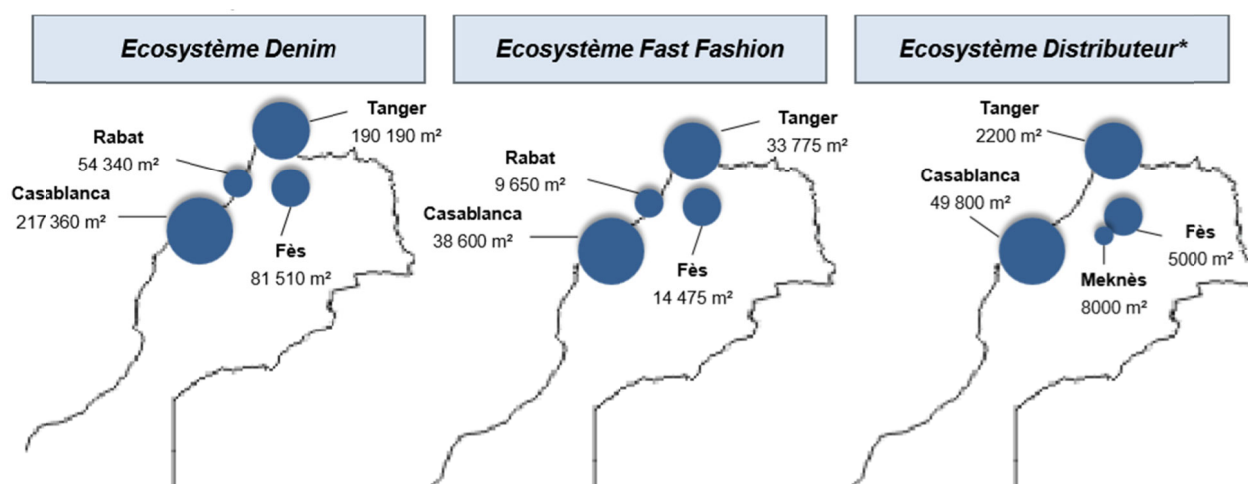 Ecosystème Denim
Tanger
190 190 m²
Rabat
54 340 m²
Casablanca
217 360 m²
Fès
81 510 m²
Ecosystème Fast Fashion
Tanger
33 775 m²
Rabat
9 650 m²
Casablanca
38 600 m²
Fès
14 475 m²
Ecosystème Distributeur*
Tanger
2200 m²
Casablanca
49 800 m²
Fès
5000 m²
Meknès
8000 m²